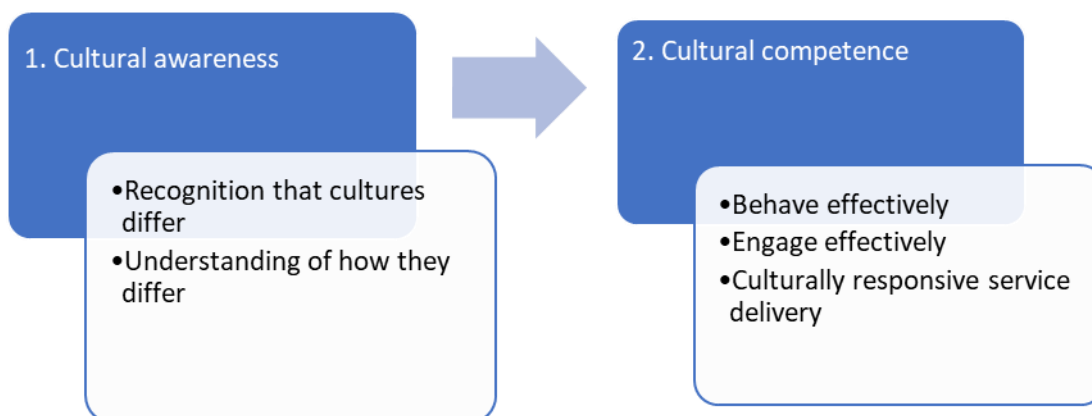 1. Cultural awareness
•Recognition that cultures
differ
•Understanding of how they
differ
2. Cultural competence
•Behave effectively
•Engage effectively
•Culturally responsive service
delivery